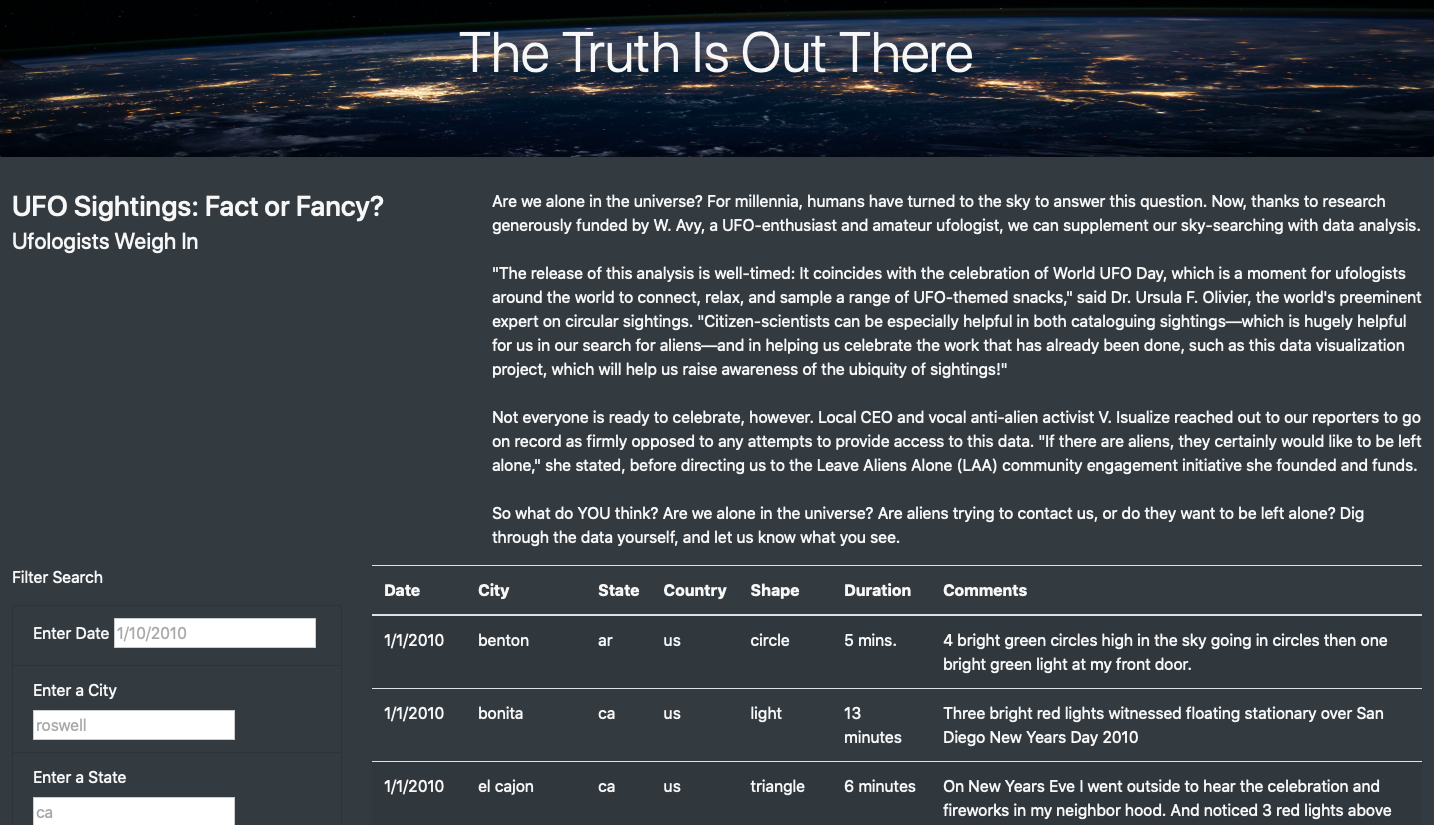 The Truth Is Out There
UFO Sightings: Fact or Fancy?
Ufologists Weigh In
Are we alone in the universe? For millennia, humans have turned to the sky to answer this question. Now, thanks to research
generously funded by W. Avy, a UFO-enthusiast and amateur ufologist, we can supplement our sky-searching with data analysis.
"The release of this analysis is well-timed: It coincides with the celebration of World UFO Day, which is a moment for ufologists
around the world to connect, relax, and sample a range of UFO-themed snacks," said Dr. Ursula F. Olivier, the world's preeminent
expert on circular sightings. "Citizen-scientists can be especially helpful in both cataloguing sightings—which is hugely helpful
for us in our search for aliens—and in helping us celebrate the work that has already been done, such as this data visualization
project, which will help us raise awareness of the ubiquity of sightings!"
Not everyone is ready to celebrate, however. Local CEO and vocal anti-alien activist V. Isualize reached out to our reporters to go
on record as firmly opposed to any attempts to provide access to this data. "If there are aliens, they certainly would like to be left
alone," she stated, before directing us to the Leave Aliens Alone (LAA) community engagement initiative she founded and funds.
So what do YOU think? Are we alone in the universe? Are aliens trying to contact us, or do they want to be left alone? Dig
through the data yourself, and let us know what you see.
Filter Search
Enter Date 1/10/2010
Enter a City
roswell
Enter a State
ca
Date City State Country Shape Duration Comments
1/1/2010 benton ar us circle 5 mins. 4 bright green circles high in the sky going in circles then one
bright green light at my front door.
1/1/2010 bonita ca us light 13 Three bright red lights witnessed floating stationary over San
minutes Diego New Years Day 2010
1/1/2010 el cajon ca us triangle 6 minutes On New Years Eve I went outside to hear the celebration and
fireworks in my neighbor hood. And noticed 3 red lights above